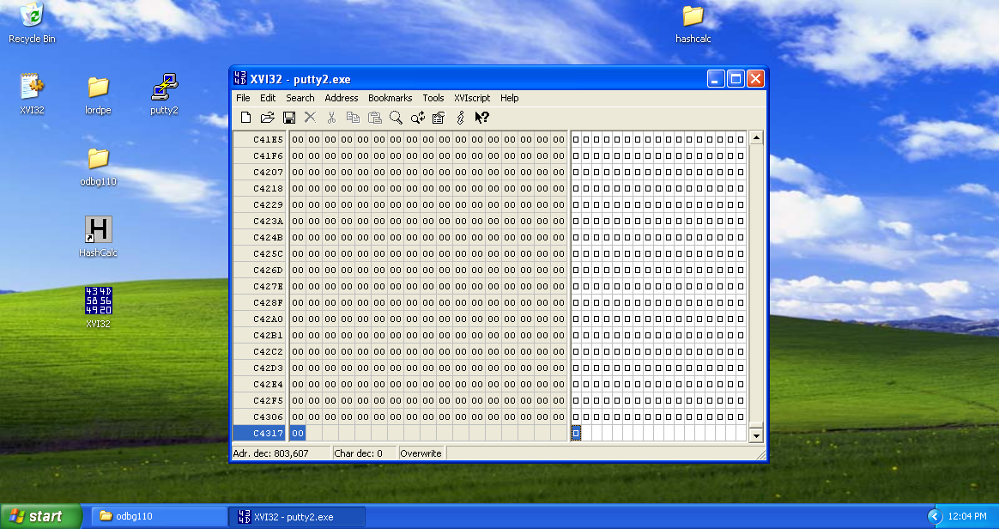 Recycle Bin
hashcalc
XVI32
lordpe
putty2
odbg110
HashCalc
43 4D
58 56
49 20
XVI32
XVI32 - putty2.exe
File Edit Search Address Bookmarks Tools XVIscript Help
C41E5 00 00 00 00 00 00 00 00 00 00 00 00 00 00 00 00 00
C41F6 00 00 00 00 00 00 00 00 00 00 00 00 00 00 00 00 00
C4207 00 00 00 00 00 00 00 00 00 00 00 00 00 00 00 00 00
C4218 00 00 00 00 00 00 00 00 00 00 00 00 00 00 00 00 00
C4229 00 00 00 00 00 00 00 00 00 00 00 00 00 00 00 00 00
C423A 00 00 00 00 00 00 00 00 00 00 00 00 00 00 00 00 00
C424B 00 00 00 00 00 00 00 00 00 00 00 00 00 00 00 00 00
C425C 00 00 00 00 00 00 00 00 00 00 00 00 00 00 00 00 00
C426D 00 00 00 00 00 00 00 00 00 00 00 00 00 00 00 00 00
C427E 00 00 00 00 00 00 00 00 00 00 00 00 00 00 00 00 00
C428F 00 00 00 00 00 00 00 00 00 00 00 00 00 00 00 00 00
C42A0 00 00 00 00 00 00 00 00 00 00 00 00 00 00 00 00 00
C42B1 00 00 00 00 00 00 00 00 00 00 00 00 00 00 00 00 00
C42C2 00 00 00 00 00 00 00 00 00 00 00 00 00 00 00 00 00
C42D3 00 00 00 00 00 00 00 00 00 00 00 00 00 00 00 00 00
C42E4 00 00 00 00 00 00 00 00 00 00 00 00 00 00 00 00 00
C42F5 00 00 00 00 00 00 00 00 00 00 00 00 00 00 00 00 00
C4306 00 00 00 00 00 00 00 00 00 00 00 00 00 00 00 00 00
C4317 00
Adr. dec: 803,607 Char dec: 0 Overwrite
start odbg110 XVI32 - putty2.exe 12:04 PM